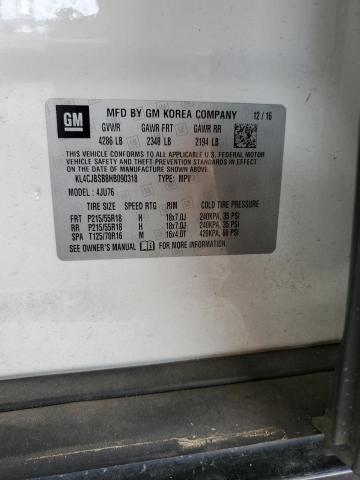 GM
MFD BY GM KOREA COMPANY 12/16
GVWR GAWR FRT GAWR RR
4286 LB 2348 LB 2194 LB
THIS VEHICLE CONFORMS TO ALL APPLICABLE U.S. FEDERAL MOTOR
VEHICLE SAFETY AND THEFT PREVENTION STANDARDS IN EFFECT ON THE
DATE OF MANUFACTURE SHOWN ABOVE.
KL4CJBSB8HB090318 TYPE: MPV
MODEL: 4JU76
TIRE SIZE SPEED RTG RIM COLD TIRE PRESSURE
FRT P215/55R18 H 18x7.0J 240KPA, 35 PSI
RR P215/55R18 H 18x7.0J 240KPA, 35 PSI
SPA T125/70R16 M 16x4.0T 420KPA, 60 PSI
SEE OWNER'S MANUAL FOR MORE INFORMATION.